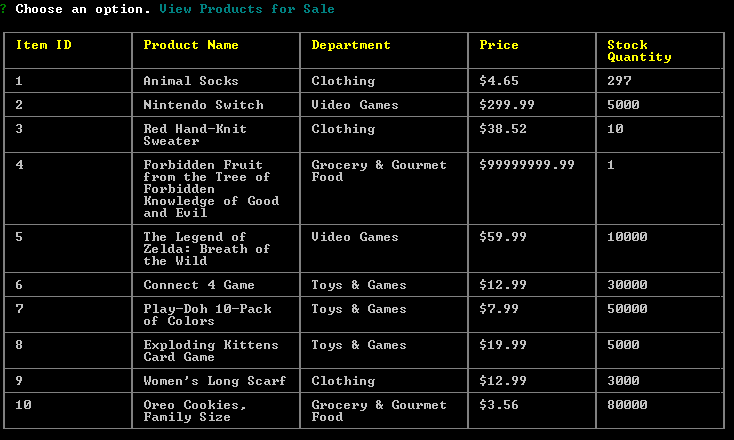 ? Choose an option. View Products for Sale
Item ID Product Name Department Price Stock
Quantity
1 Animal Socks Clothing $4.65 297
2 Nintendo Switch Video Games $299.99 5000
3 Red Hand-Knit Clothing $38.52 10
Sweater
4 Forbidden Fruit Grocery & Gourmet $99999999.99 1
from the Tree of Food
Forbidden
Knowledge of Good
and Evil
5 The Legend of Video Games $59.99 10000
Zelda: Breath of
the Wild
6 Connect 4 Game Toys & Games $12.99 30000
7 Play-Doh 10-Pack Toys & Games $7.99 50000
of Colors
8 Exploding Kittens Toys & Games $19.99 5000
Card Game
9 Women's Long Scarf Clothing $12.99 3000
10 Oreo Cookies, Grocery & Gourmet $3.56 80000
Family Size Food